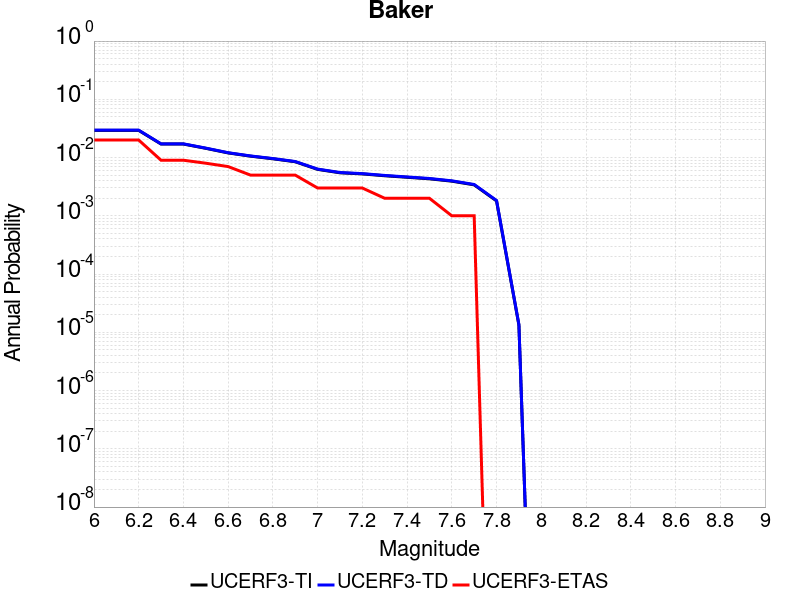 Baker
10^0
10^-1
10^-2
10^-3
10^-4
10^-5
10^-6
10^-7
10^-8
Annual Probability
6 6.2 6.4 6.6 6.8 7 7.2 7.4 7.6 7.8 8 8.2 8.4 8.6 8.8 9
Magnitude
UCERF3-TI UCERF3-TD UCERF3-ETAS